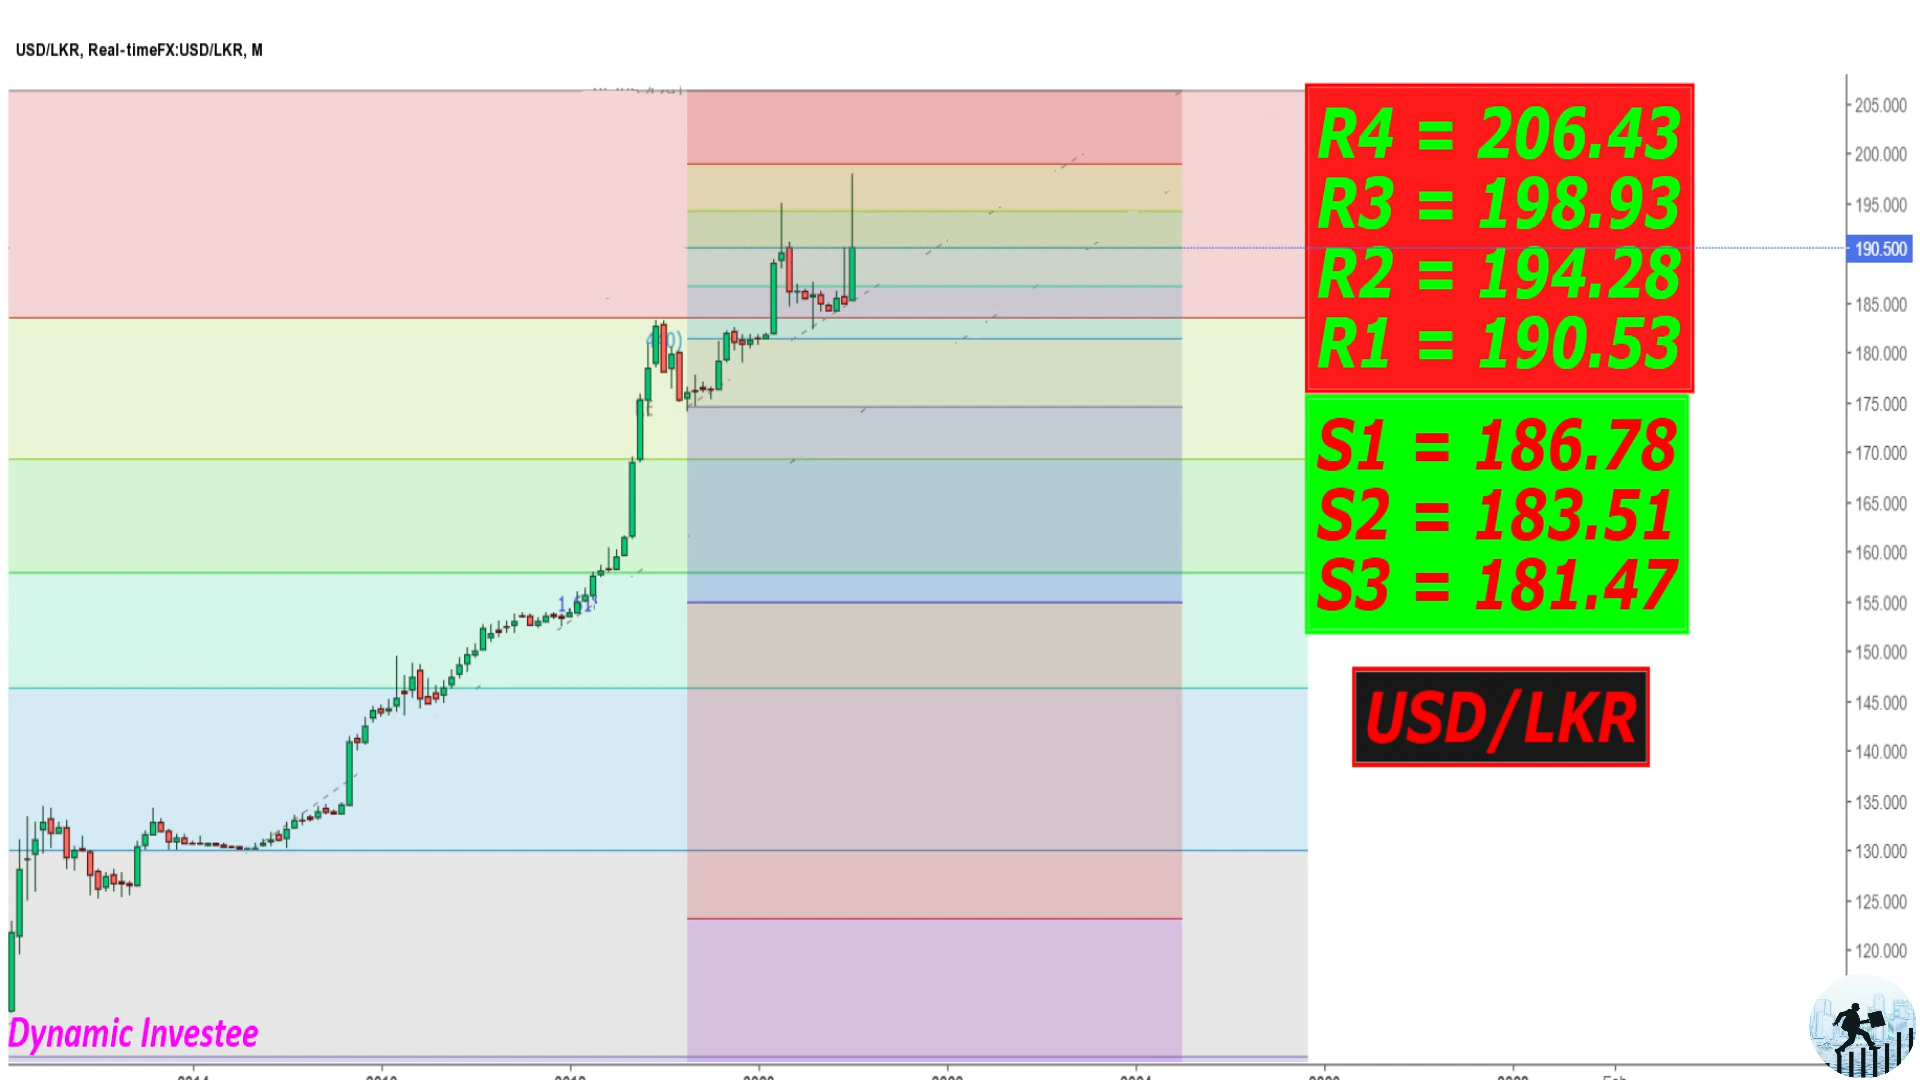 USD/LKR, Real-timeFX:USD/LKR, M
R4 = 206.43
R3 = 198.93
R2 = 194.28
R1 = 190.53
S1 = 186.78
S2 = 183.51
S3 = 181.47
USD/LKR
205.000
200.000
195.000
190.500
185.000
180.000
175.000
170.000
165.000
160.000
155.000
150.000
145.000
140.000
135.000
130.000
125.000
120.000
Dynamic Investee